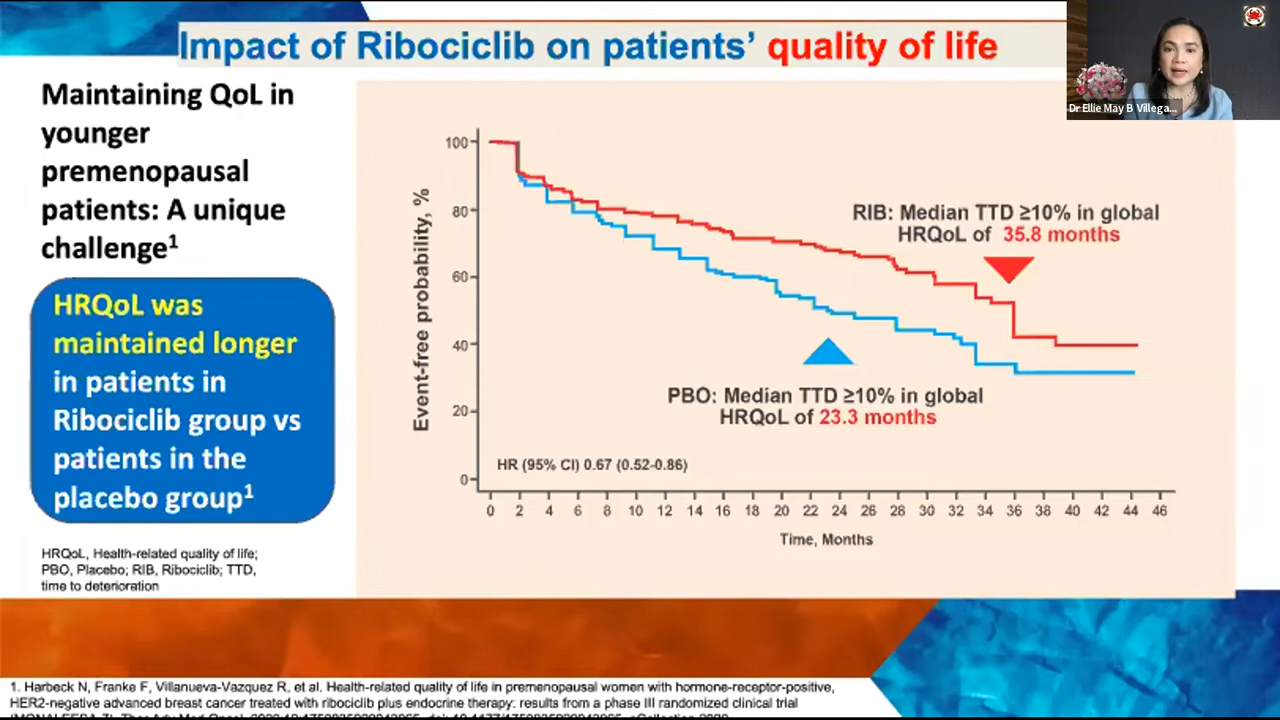 Impact of Ribociclib on patients’ quality of life
Dr Ellie May B Villega...
Maintaining QoL in
younger
premenopausal
patients: A unique
challenge¹
HRQoL was
maintained longer
in patients in
Ribociclib group vs
patients in the
placebo group¹
HRQoL, Health-related quality of life;
PBO, Placebo; RIB, Ribociclib; TTD,
time to deterioration
Event-free probability, %
100
80
60
40
20
0
RIB: Median TTD ≥10% in global
HRQoL of 35.8 months
PBO: Median TTD ≥10% in global
HRQoL of 23.3 months
HR (95% CI) 0.67 (0.52-0.86)
0 2 4 6 8 10 12 14 16 18 20 22 24 26 28 30 32 34 36 38 40 42 44 46
Time, Months
1. Harbeck N, Franke F, Villanueva-Vazquez R, et al. Health-related quality of life in premenopausal women with hormone-receptor-positive,
HER2-negative advanced breast cancer treated with ribociclib plus endocrine therapy: results from a phase III randomized clinical trial